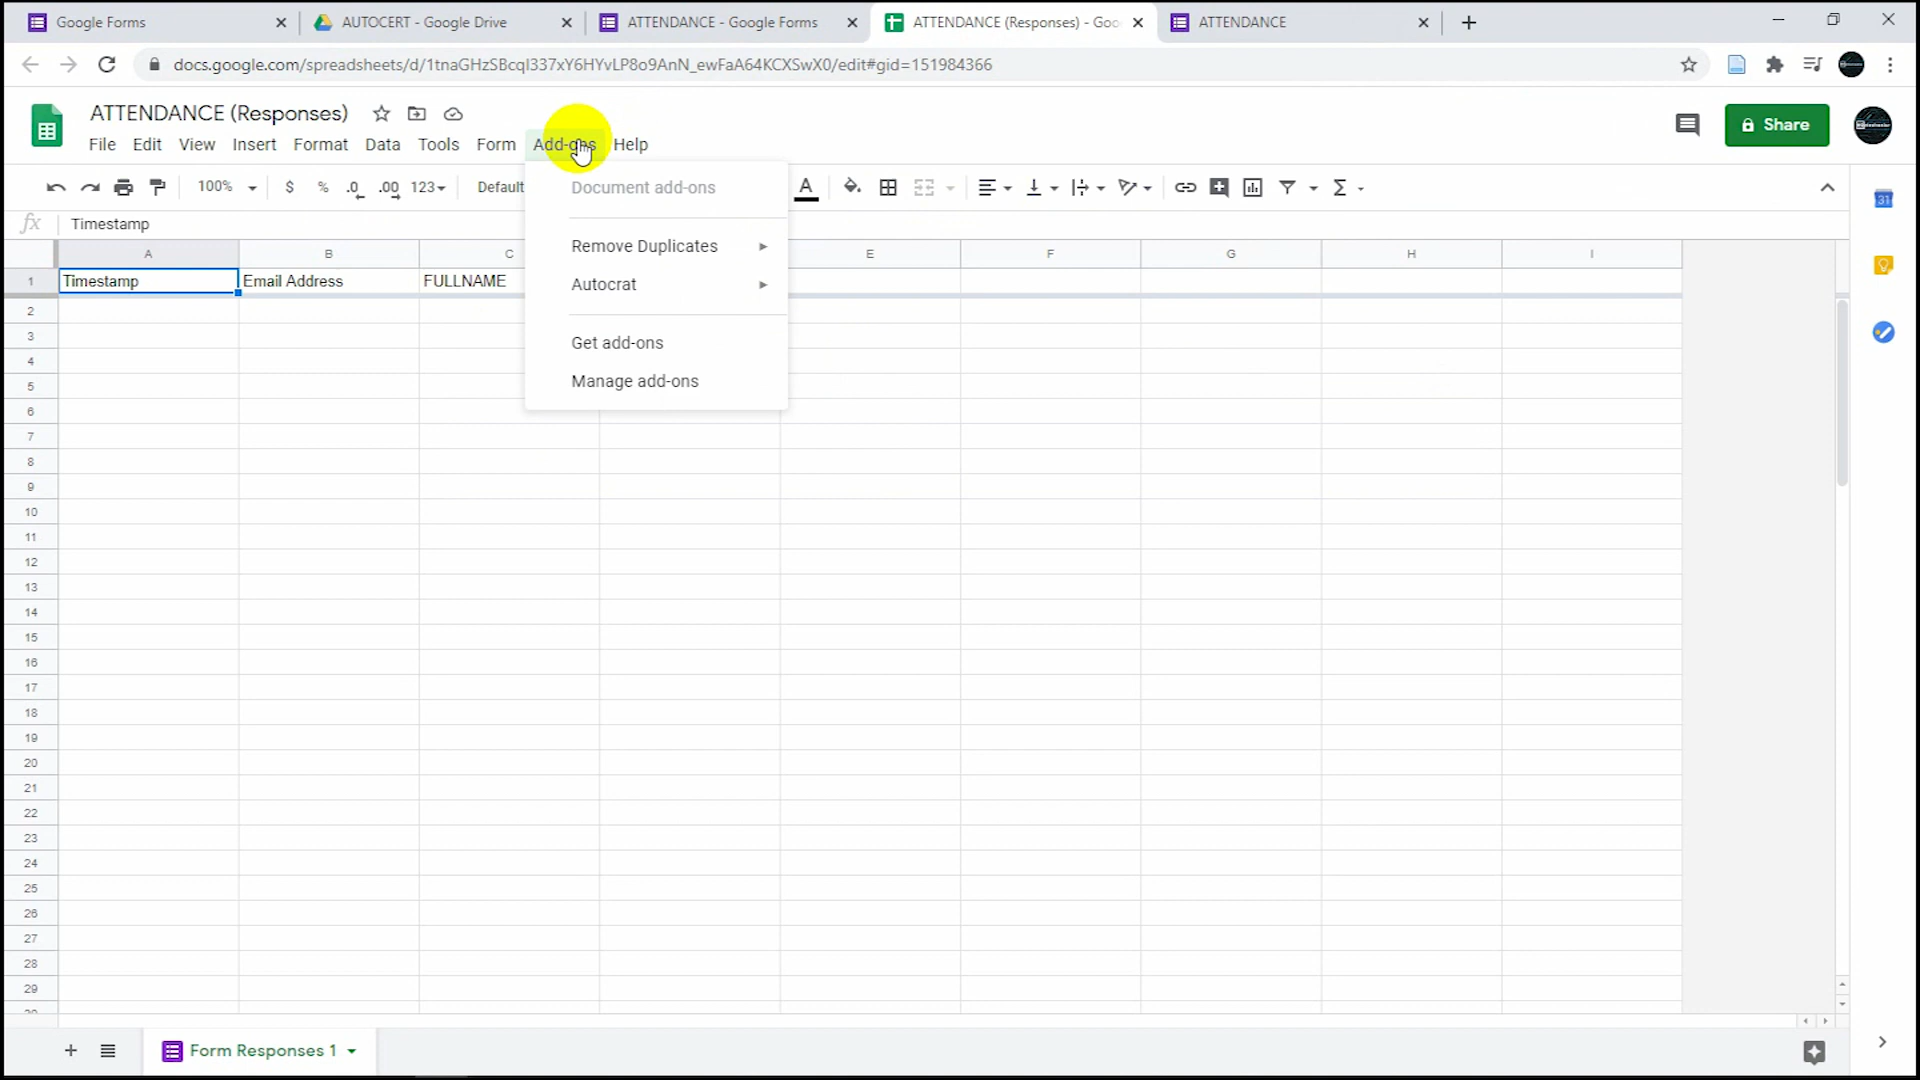 Google Forms
AUTOCERT - Google Drive
ATTENDANCE - Google Forms
ATTENDANCE (Responses) - Goo
ATTENDANCE
docs.google.com/spreadsheets/d/1tnaGHzSBcqI337xY6HYvLP8o9AnN_ewFaA64KCXSwX0/edit#gid=151984366
ATTENDANCE (Responses)
Share
File Edit View Insert Format Data Tools Form Add-ons Help
100% $ % .0 .00 123 Default A
Document add-ons
Remove Duplicates
Autocrat
Get add-ons
Manage add-ons
31
fx Timestamp
A B C E F G H I
1 Timestamp Email Address FULLNAME
2
3
4
5
6
7
8
9
10
11
12
13
14
15
16
17
18
19
20
21
22
23
24
25
26
27
28
29
Form Responses 1